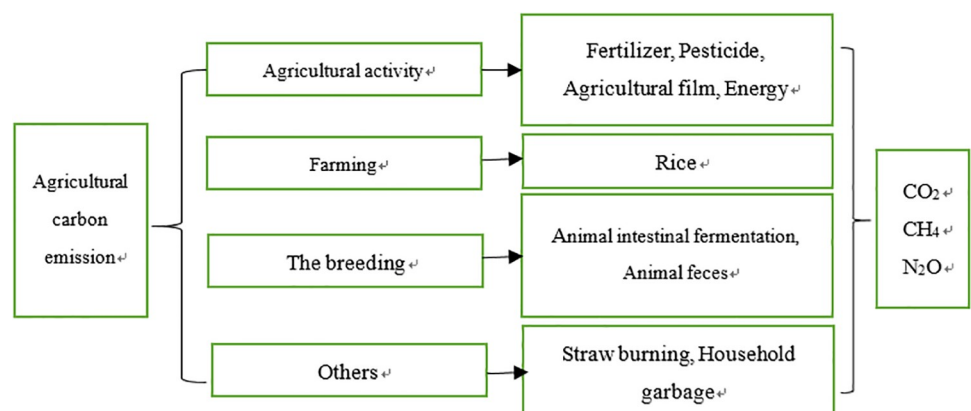 Agricultural
carbon
emission↵
Agricultural activity↵
Farming↵
The breeding↵
Others↵
Fertilizer, Pesticide,
Agricultural film, Energy↵
Rice↵
Animal intestinal fermentation,
Animal feces↵
Straw burning, Household
garbage↵
CO₂↵
CH₄↵
N₂O↵